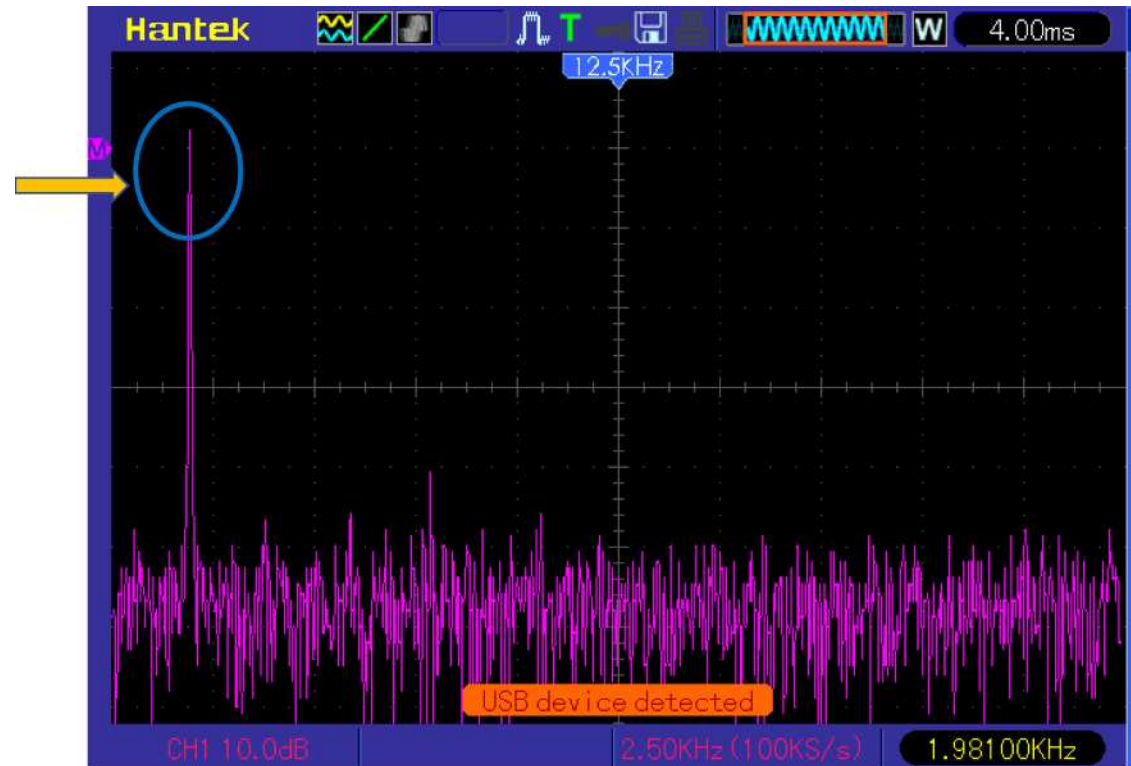 Hantek T W 4.00ms
12.5KHz
M
USB device detected
CH1 10.0dB 2.50KHz (100KS/s) 1.98100KHz